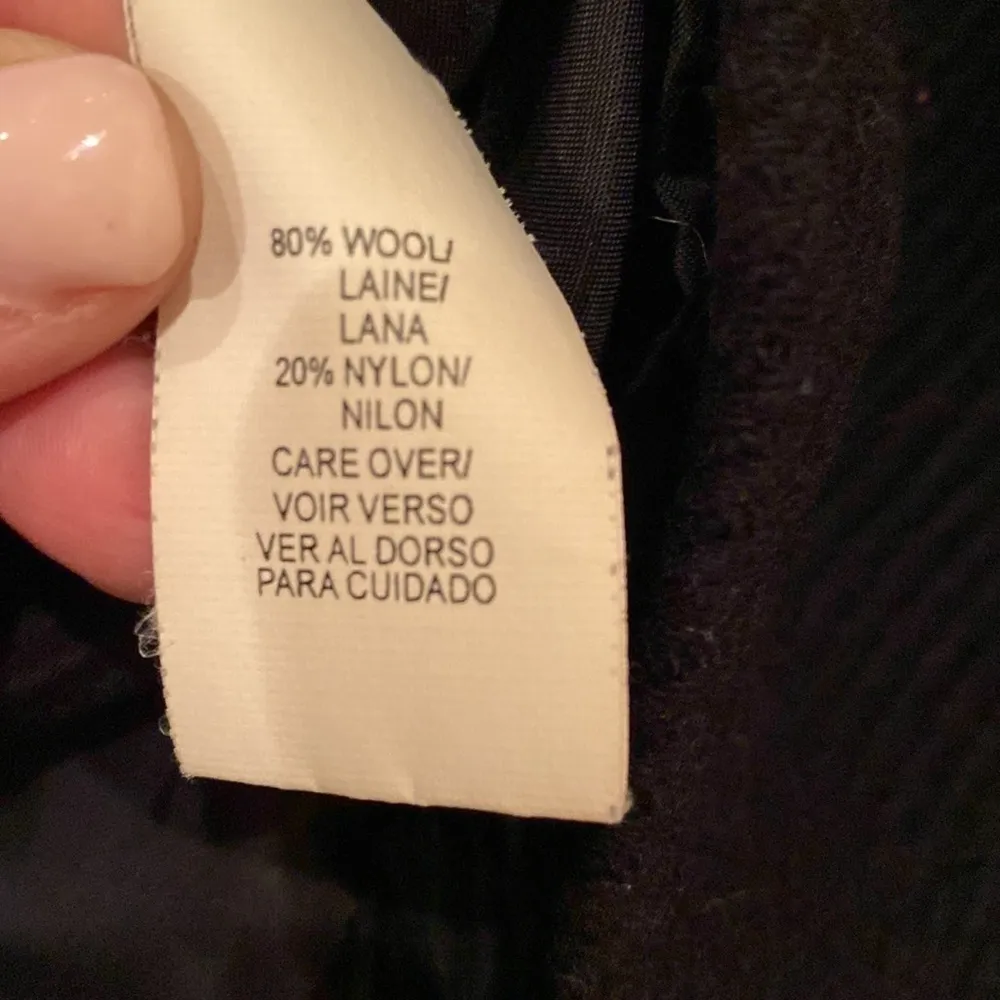 80% WOOL/
LAINE/
LANA
20% NYLON/
NILON
CARE OVER/
VOIR VERSO
VER AL DORSO
PARA CUIDADO